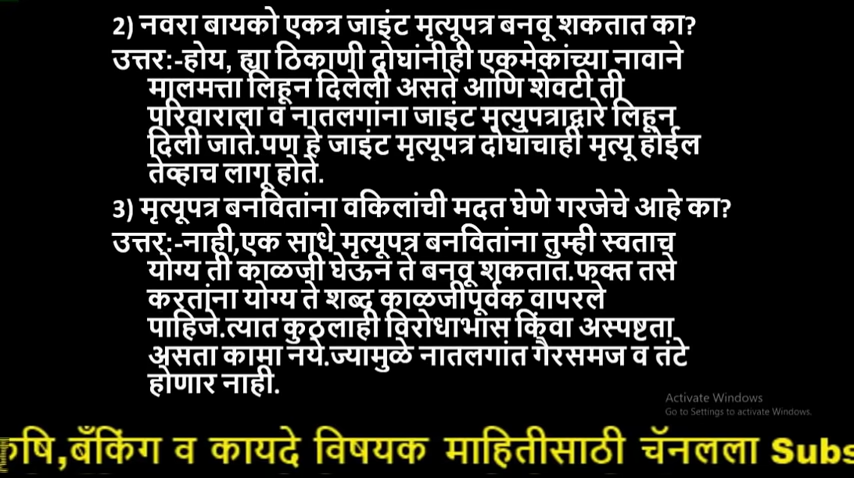 2) नवरा बायको एकत्र जाइंट मृत्यूपत्र बनवू शकतात का?
उत्तर:-होय, ह्या ठिकाणी दोघांनीही एकमेकांच्या नावाने
मालमत्ता लिहून दिलेली असते आणि शेवटी ती
परिवाराला व नातलगांना जाइंट मृत्युपत्राद्वारे लिहून
दिली जाते.पण हे जाइंट मृत्यूपत्र दोघांचाही मृत्यू होईल
तेव्हाच लागू होते.
3) मृत्यूपत्र बनवितांना वकिलांची मदत घेणे गरजेचे आहे का?
उत्तर:-नाही,एक साधे मृत्यूपत्र बनवितांना तुम्ही स्वताच
योग्य ती काळजी घेऊन ते बनवू शकतात.फक्त तसे
करतांना योग्य ते शब्द काळजीपूर्वक वापरले
पाहिजे.त्यात कुठलाही विरोधाभास किंवा अस्पष्टता
असता कामा नये.ज्यामुळे नातलगांत गैरसमज व तंटे
होणार नाही.
Activate Windows
Go to Settings to activate Windows.
षि,बँकिंग व कायदे विषयक माहितीसाठी चॅनलला Subs